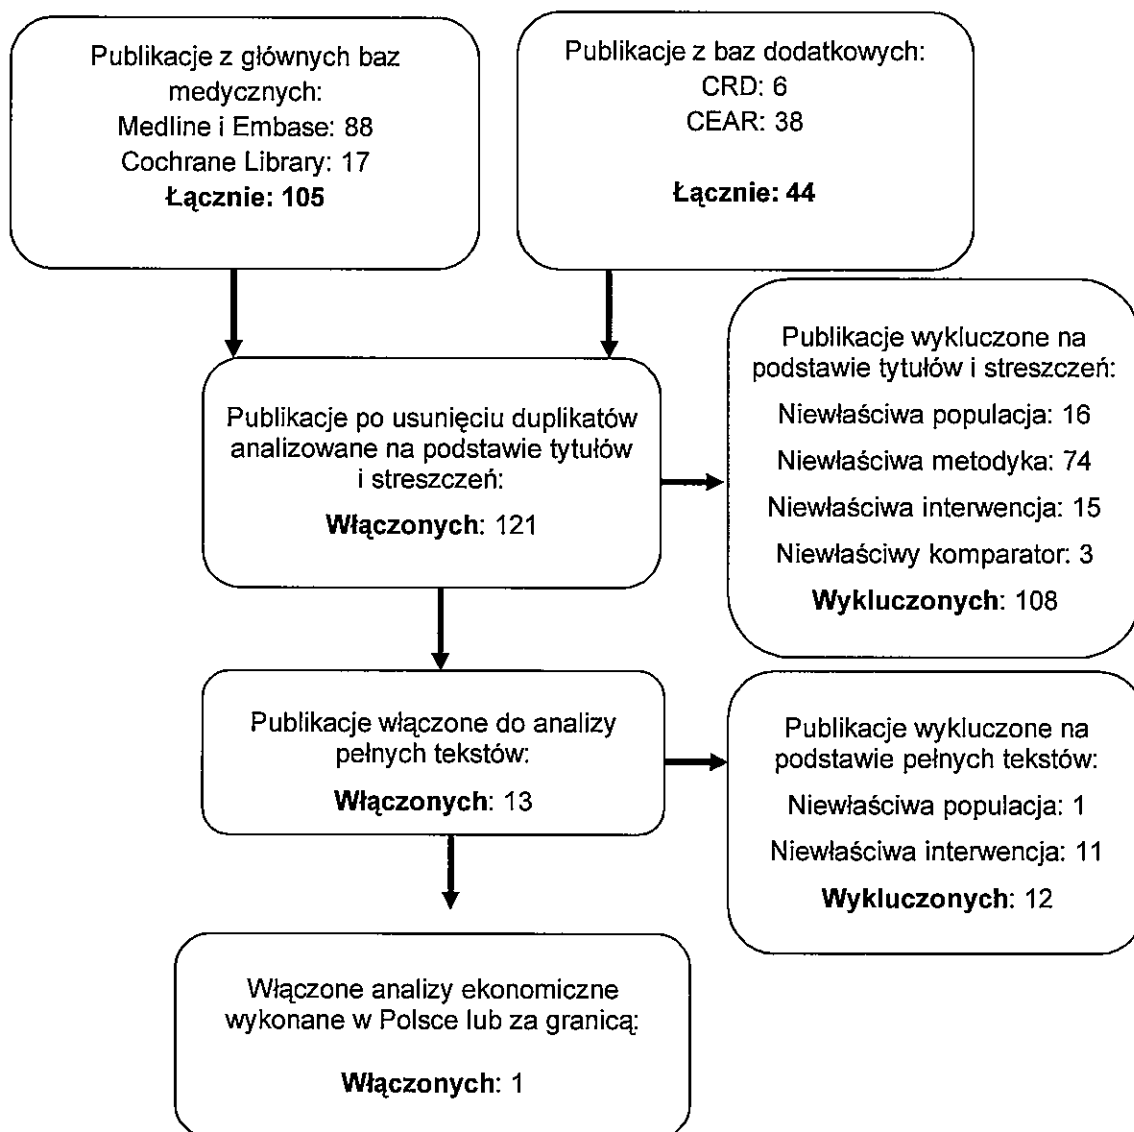 Publikacje z głównych baz
medycznych:
Medline i Embase: 88
Cochrane Library: 17
Łącznie: 105
Publikacje z baz dodatkowych:
CRD: 6
CEAR: 38
Łącznie: 44
Publikacje po usunięciu duplikatów
analizowane na podstawie tytułów
i streszczeń:
Włączonych: 121
Publikacje wykluczone na
podstawie tytułów i streszczeń:
Niewłaściwa populacja: 16
Niewłaściwa metodyka: 74
Niewłaściwa interwencja: 15
Niewłaściwy komparator: 3
Wykluczonych: 108
Publikacje włączone do analizy
pełnych tekstów:
Włączonych: 13
Publikacje wykluczone na
podstawie pełnych tekstów:
Niewłaściwa populacja: 1
Niewłaściwa interwencja: 11
Wykluczonych: 12
Włączone analizy ekonomiczne
wykonane w Polsce lub za granicą:
Włączonych: 1